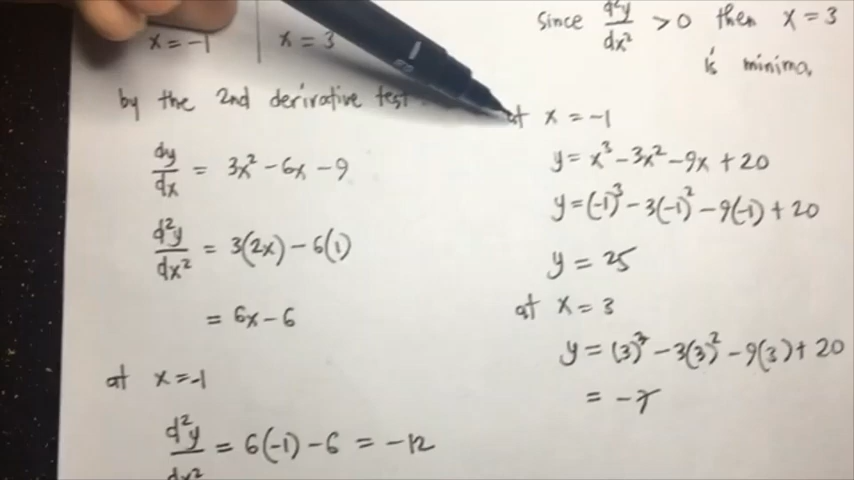 x = -1 | x = 3
by the 2nd derivative test
dy/dx = 3x² - 6x - 9
d²y/dx² = 3(2x) - 6(1)
= 6x - 6
at x = -1
d²y/dx² = 6(-1) - 6 = -12
Since d²y/dx² > 0 then x = 3
is minima.
at x = -1
y = x³ - 3x² - 9x + 20
y = (-1)³ - 3(-1)² - 9(-1) + 20
y = 25
at x = 3
y = (3)³ - 3(3)² - 9(3) + 20
= -7